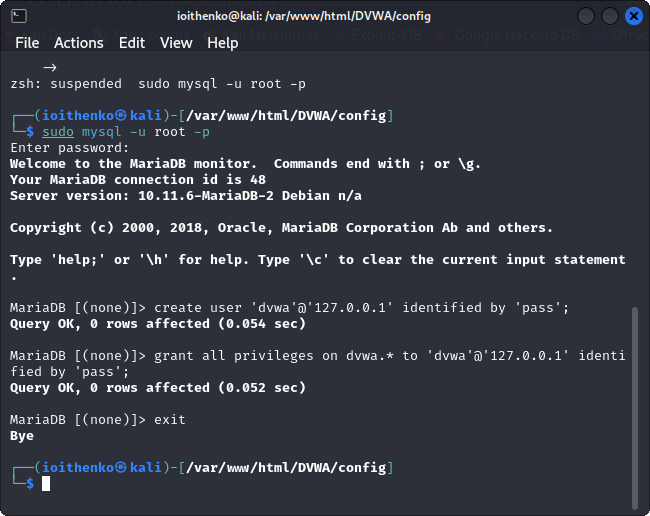 ioithenko@kali: /var/www/html/DVWA/config
File Actions Edit View Help
->
zsh: suspended  sudo mysql -u root -p
┌──(ioithenko㉿kali)-[/var/www/html/DVWA/config]
└─$ sudo mysql -u root -p
Enter password:
Welcome to the MariaDB monitor.  Commands end with ; or \g.
Your MariaDB connection id is 48
Server version: 10.11.6-MariaDB-2 Debian n/a
Copyright (c) 2000, 2018, Oracle, MariaDB Corporation Ab and others.
Type 'help;' or '\h' for help. Type '\c' to clear the current input statement
.
MariaDB [(none)]> create user 'dvwa'@'127.0.0.1' identified by 'pass';
Query OK, 0 rows affected (0.054 sec)
MariaDB [(none)]> grant all privileges on dvwa.* to 'dvwa'@'127.0.0.1' identi
fied by 'pass';
Query OK, 0 rows affected (0.052 sec)
MariaDB [(none)]> exit
Bye
┌──(ioithenko㉿kali)-[/var/www/html/DVWA/config]
└─$